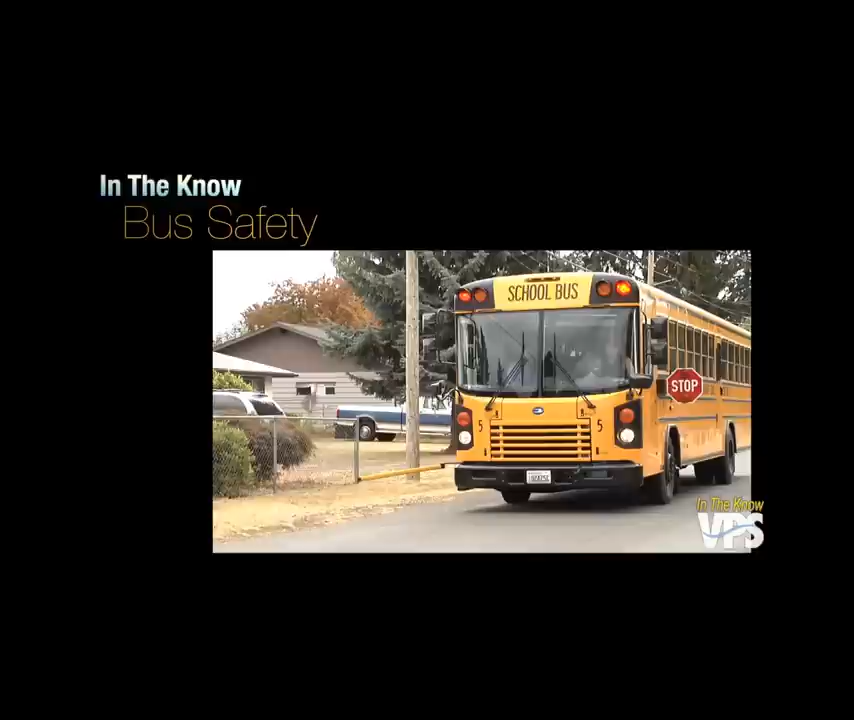 In The Know
Bus Safety
SCHOOL BUS
STOP
5
5
In The Know
VPS